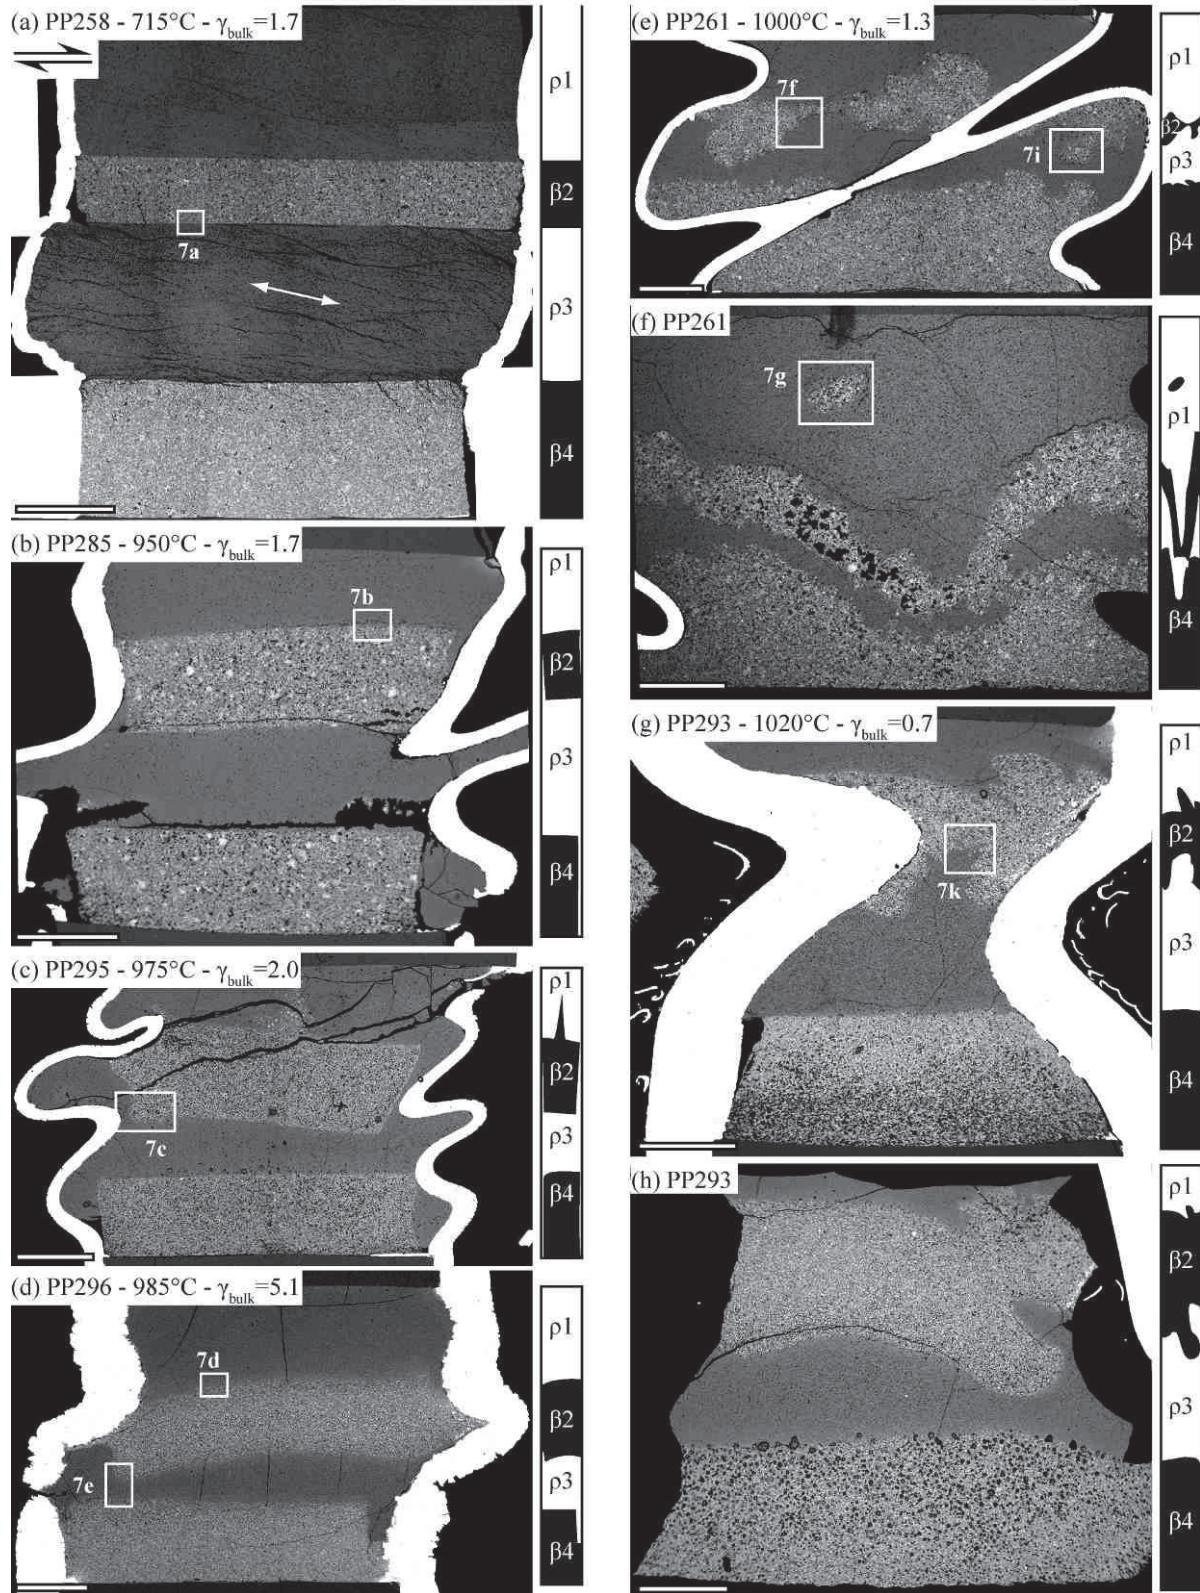 (a) PP258 - 715°C - γbulk=1.7
ρ1
β2
7a
ρ3
β4
(b) PP285 - 950°C - γbulk=1.7
ρ1
7b
β2
ρ3
β4
(c) PP295 - 975°C - γbulk=2.0
ρ1
β2
7c
ρ3
β4
(d) PP296 - 985°C - γbulk=5.1
ρ1
7d
β2
7e
ρ3
β4
(e) PP261 - 1000°C - γbulk=1.3
ρ1
7f
β2
7i
ρ3
β4
(f) PP261
7g
ρ1
β4
(g) PP293 - 1020°C - γbulk=0.7
ρ1
β2
7k
ρ3
β4
(h) PP293
ρ1
β2
ρ3
β4